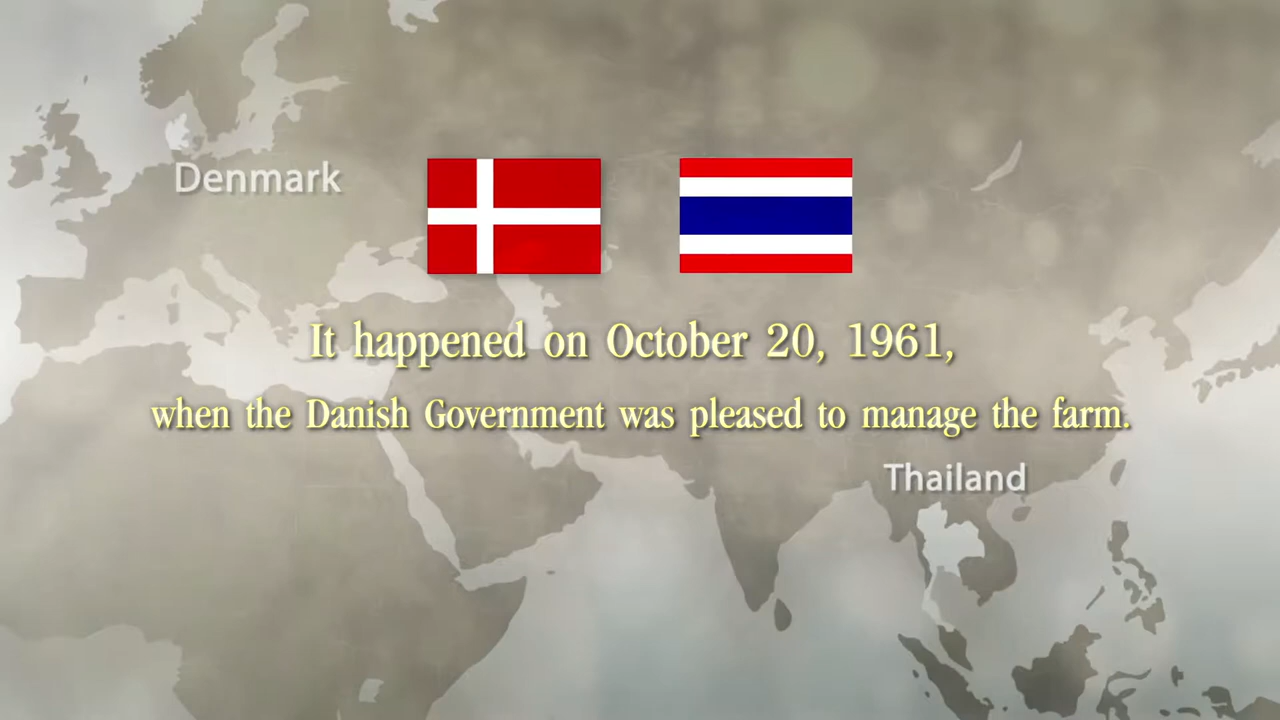 Denmark
It happened on October 20, 1961,
when the Danish Government was pleased to manage the farm.
Thailand